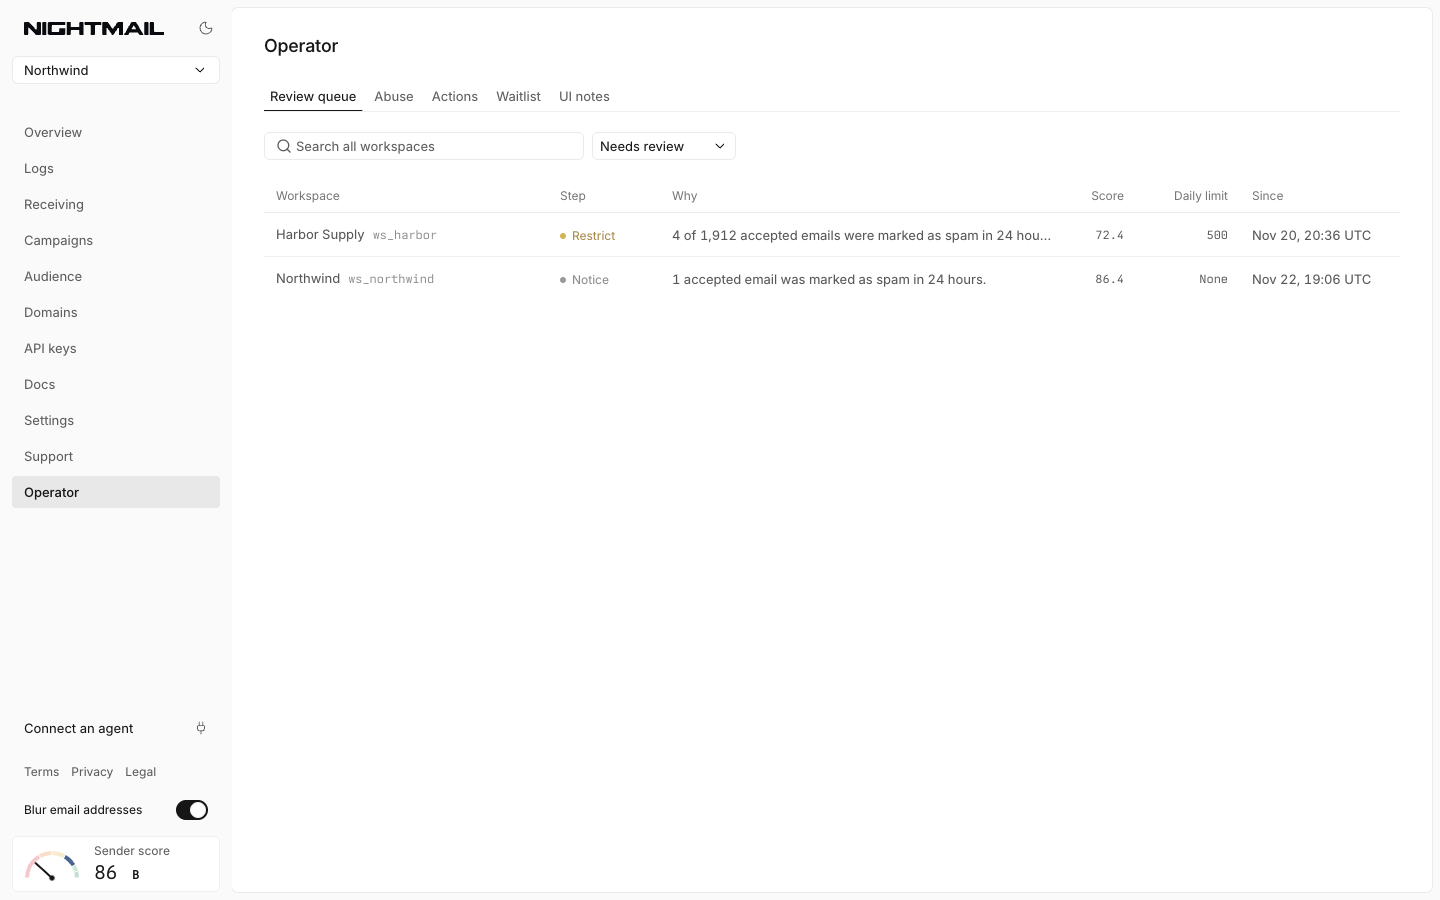 NIGHTMAIL
Northwind
Overview
Logs
Receiving
Campaigns
Audience
Domains
API keys
Docs
Settings
Support
Operator
Connect an agent
Terms Privacy Legal
Blur email addresses
Sender score
86 B
Operator
Review queue Abuse Actions Waitlist UI notes
Search all workspaces Needs review
Workspace Step Why Score Daily limit Since
Harbor Supply ws_harbor Restrict 4 of 1,912 accepted emails were marked as spam in 24 hou... 72.4 500 Nov 20, 20:36 UTC
Northwind ws_northwind Notice 1 accepted email was marked as spam in 24 hours. 86.4 None Nov 22, 19:06 UTC